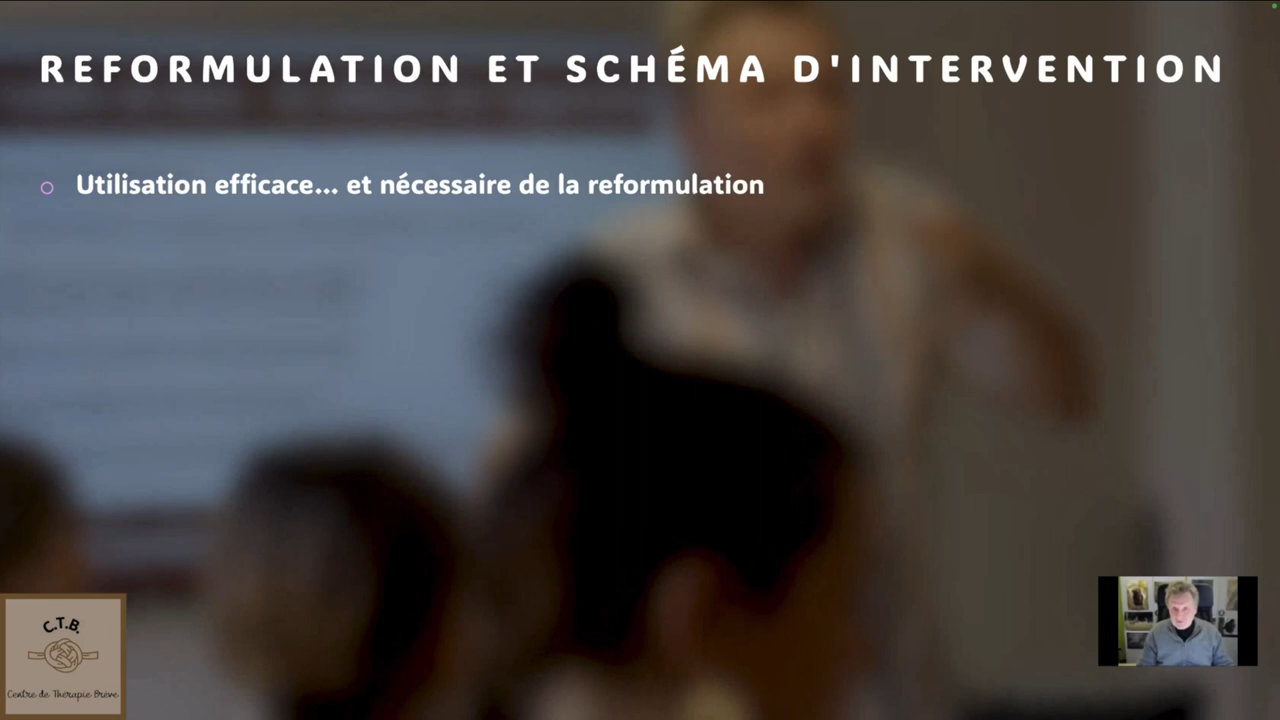 REFORMULATION ET SCHÉMA D'INTERVENTION
Utilisation efficace... et nécessaire de la reformulation
C.T.B.
Centre de Thérapie Brève